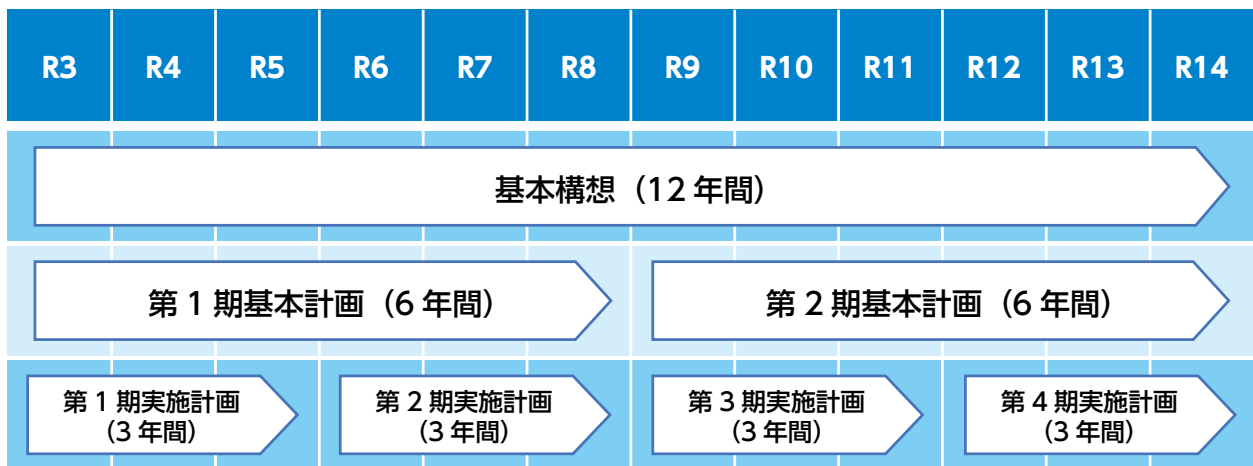 R3 R4 R5 R6 R7 R8 R9 R10 R11 R12 R13 R14
基本構想（12 年間）
第 1 期基本計画（6 年間） 第 2 期基本計画（6 年間）
第 1 期実施計画
（3 年間）
第 2 期実施計画
（3 年間）
第 3 期実施計画
（3 年間）
第 4 期実施計画
（3 年間）